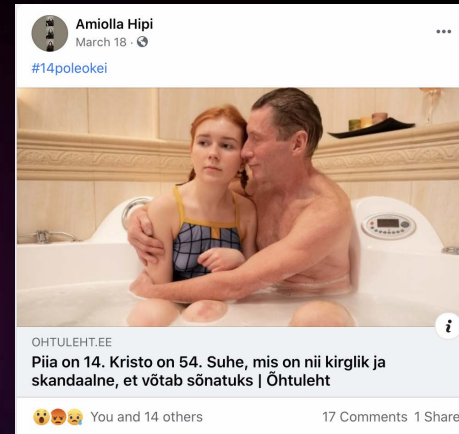 Amiolla Hipi
March 18
#14poleokei
OHTULEHT.EE
Piia on 14. Kristo on 54. Suhe, mis on nii kirglik ja
skandaalne, et võtab sõnatuks | Õhtuleht
You and 14 others 17 Comments 1 Share